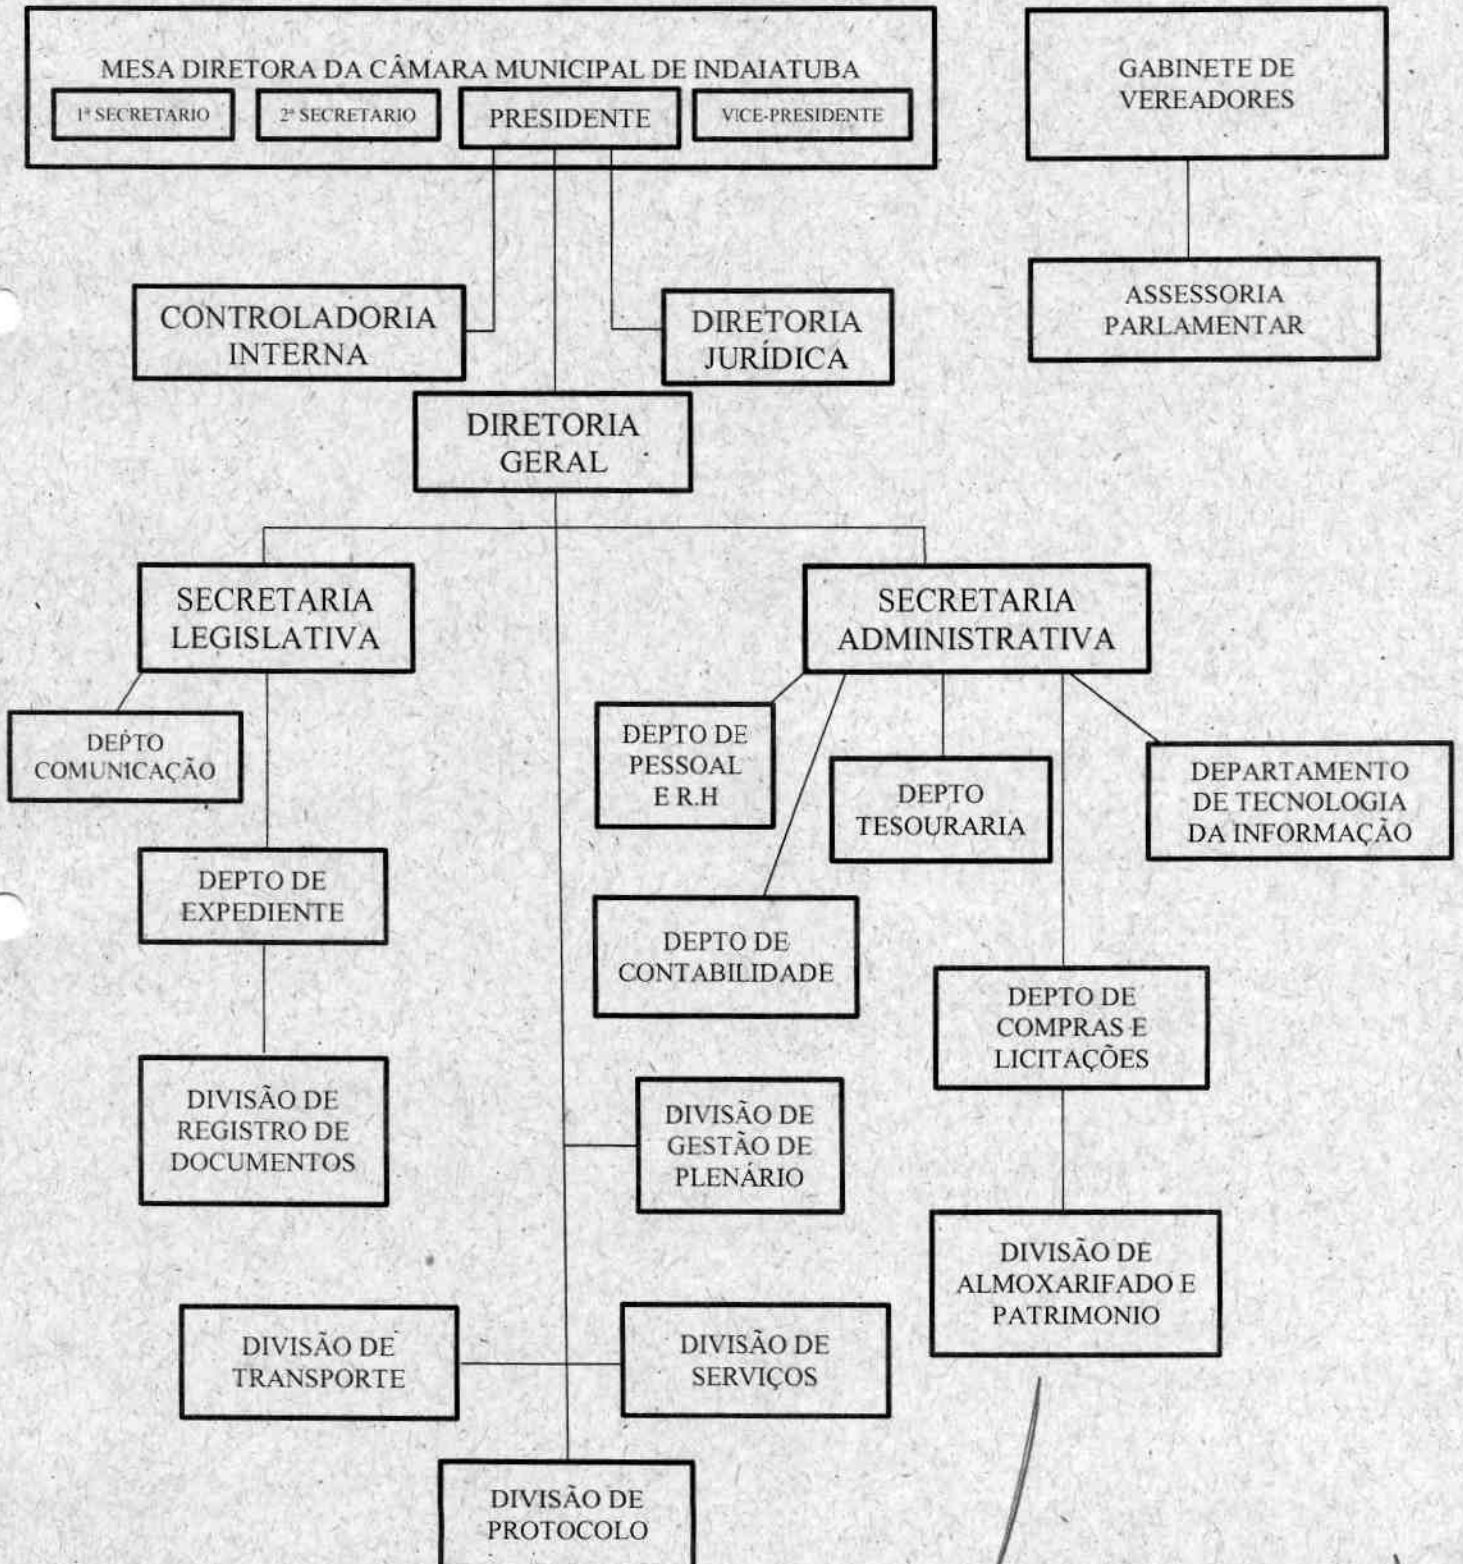 MESA DIRETORA DA CÂMARA MUNICIPAL DE INDAIATUBA
1ª SECRETARIO
2ª SECRETARIO
PRESIDENTE
VICE-PRESIDENTE
GABINETE DE
VEREADORES
ASSESSORIA
PARLAMENTAR
CONTROLADORIA
INTERNA
DIRETORIA
JURÍDICA
DIRETORIA
GERAL
SECRETARIA
LEGISLATIVA
SECRETARIA
ADMINISTRATIVA
DEPTO
COMUNICAÇÃO
DEPTO DE
PESSOAL
E R.H
DEPTO
TESOURARIA
DEPARTAMENTO
DE TECNOLOGIA
DA INFORMAÇÃO
DEPTO DE
EXPEDIENTE
DEPTO DE
CONTABILIDADE
DEPTO DE
COMPRAS E
LICITAÇÕES
DIVISÃO DE
REGISTRO DE
DOCUMENTOS
DIVISÃO DE
GESTÃO DE
PLENÁRIO
DIVISÃO DE
ALMOXARIFADO E
PATRIMONIO
DIVISÃO DE
TRANSPORTE
DIVISÃO DE
SERVIÇOS
DIVISÃO DE
PROTOCOLO